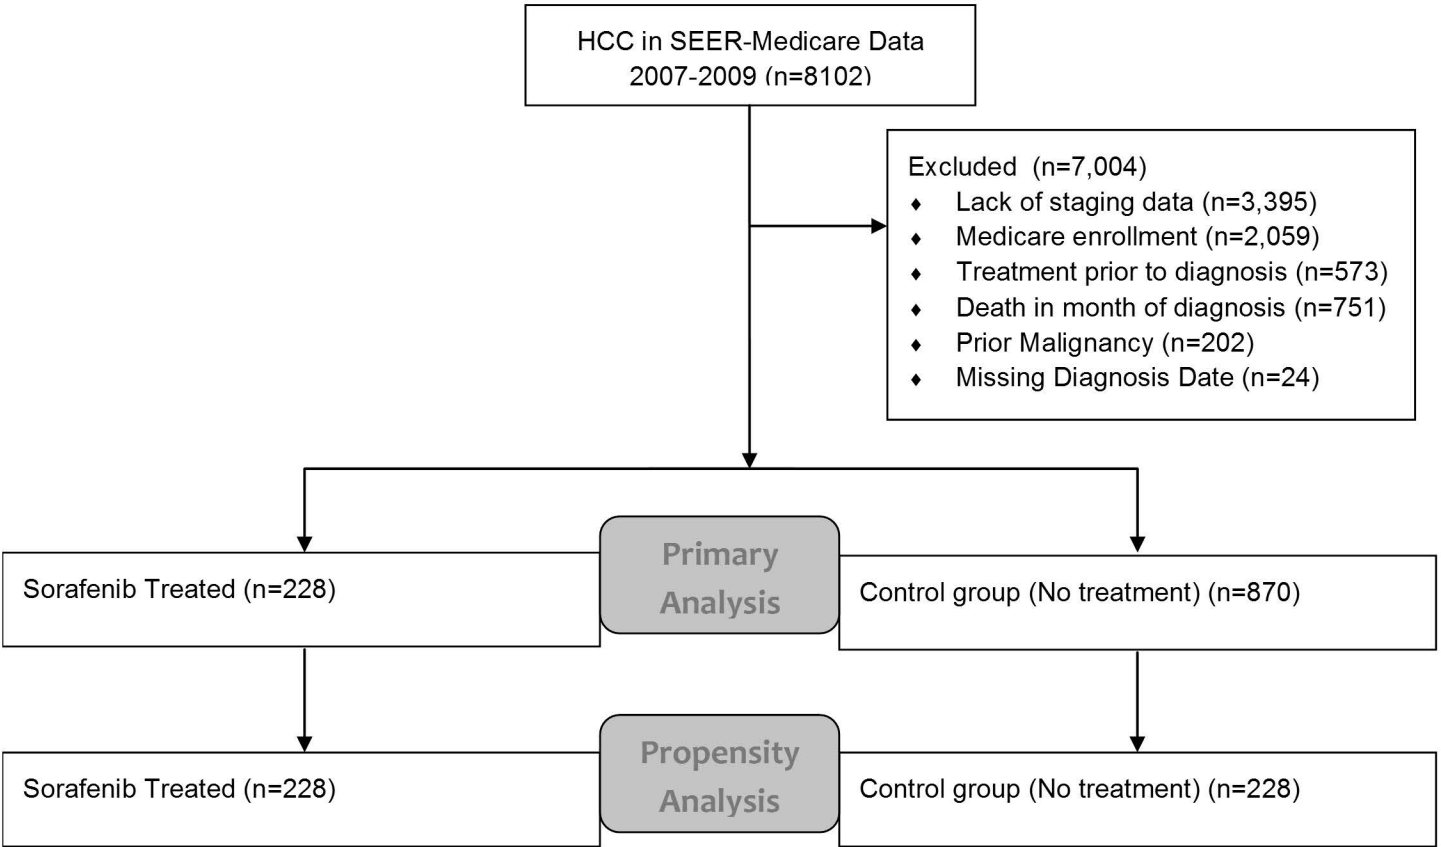 HCC in SEER-Medicare Data
2007-2009 (n=8102)
Excluded (n=7,004)
♦ Lack of staging data (n=3,395)
♦ Medicare enrollment (n=2,059)
♦ Treatment prior to diagnosis (n=573)
♦ Death in month of diagnosis (n=751)
♦ Prior Malignancy (n=202)
♦ Missing Diagnosis Date (n=24)
Primary
Analysis
Sorafenib Treated (n=228)
Control group (No treatment) (n=870)
Propensity
Analysis
Sorafenib Treated (n=228)
Control group (No treatment) (n=228)